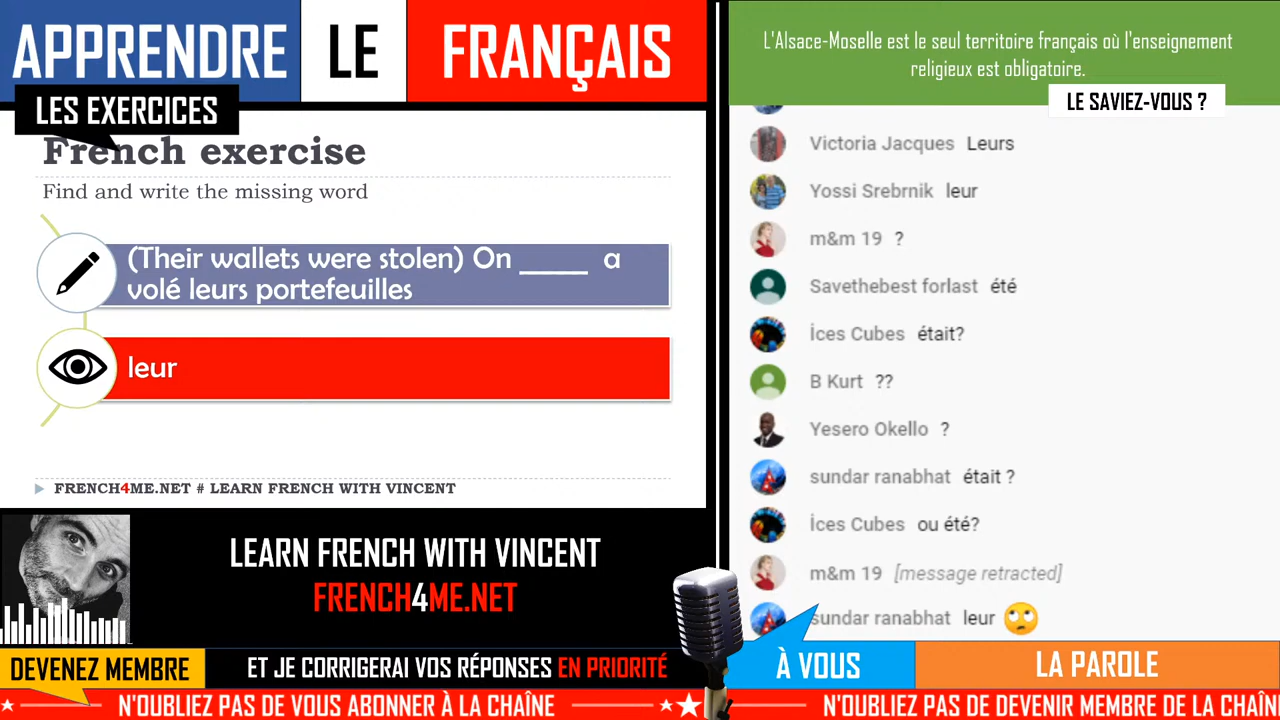 APPRENDRE LE FRANÇAIS
LES EXERCICES
French exercise
Find and write the missing word
(Their wallets were stolen) On _____ a
volé leurs portefeuilles
leur
FRENCH4ME.NET # LEARN FRENCH WITH VINCENT
LEARN FRENCH WITH VINCENT
FRENCH4ME.NET
DEVENEZ MEMBRE
ET JE CORRIGERAI VOS RÉPONSES EN PRIORITÉ
L'Alsace-Moselle est le seul territoire français où l'enseignement
religieux est obligatoire.
LE SAVIEZ-VOUS ?
Victoria Jacques Leurs
Yossi Srebrnik leur
m&m 19 ?
Savethebest forlast été
İces Cubes était?
B Kurt ??
Yesero Okello ?
sundar ranabhat était ?
İces Cubes ou été?
m&m 19 [message retracted]
sundar ranabhat leur 🙄
À VOUS
LA PAROLE
N'OUBLIEZ PAS DE VOUS ABONNER À LA CHAÎNE
N'OUBLIEZ PAS DE DEVENIR MEMBRE DE LA CHAÎN